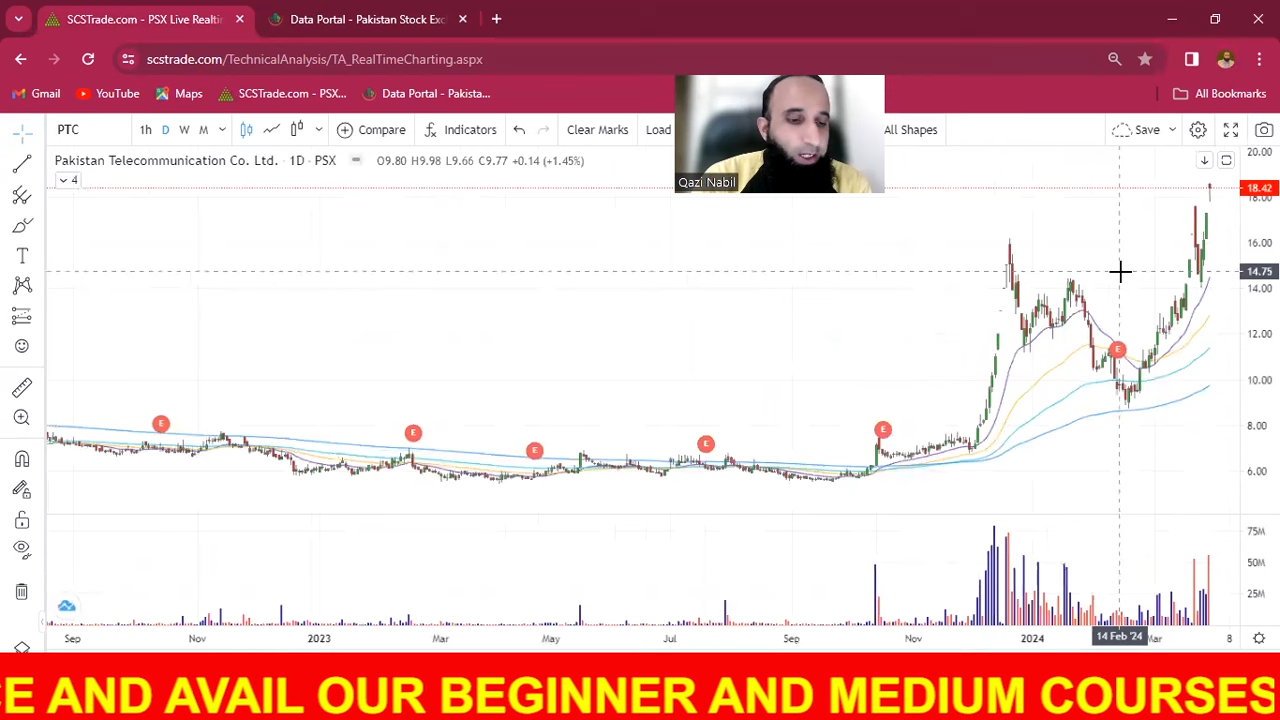 SCSTrade.com - PSX Live Realti
Data Portal - Pakistan Stock Exc
scstrade.com/TechnicalAnalysis/TA_RealTimeCharting.aspx
Gmail
YouTube
Maps
SCSTrade.com - PSX...
Data Portal - Pakista...
All Bookmarks
PTC
1h
D
W
M
Compare
Indicators
Clear Marks
Load
All Shapes
Save
Pakistan Telecommunication Co. Ltd. • 1D • PSX
O9.80 H9.98 L9.66 C9.77 +0.14 (+1.45%)
4
Qazi Nabil
20.00
18.42
18.00
16.00
14.75
14.00
12.00
10.00
8.00
6.00
E
E
E
E
E
E
75M
50M
25M
Sep
Nov
2023
Mar
May
Jul
Sep
Nov
2024
14 Feb '24
Mar
8
CE AND AVAIL OUR BEGINNER AND MEDIUM COURSES